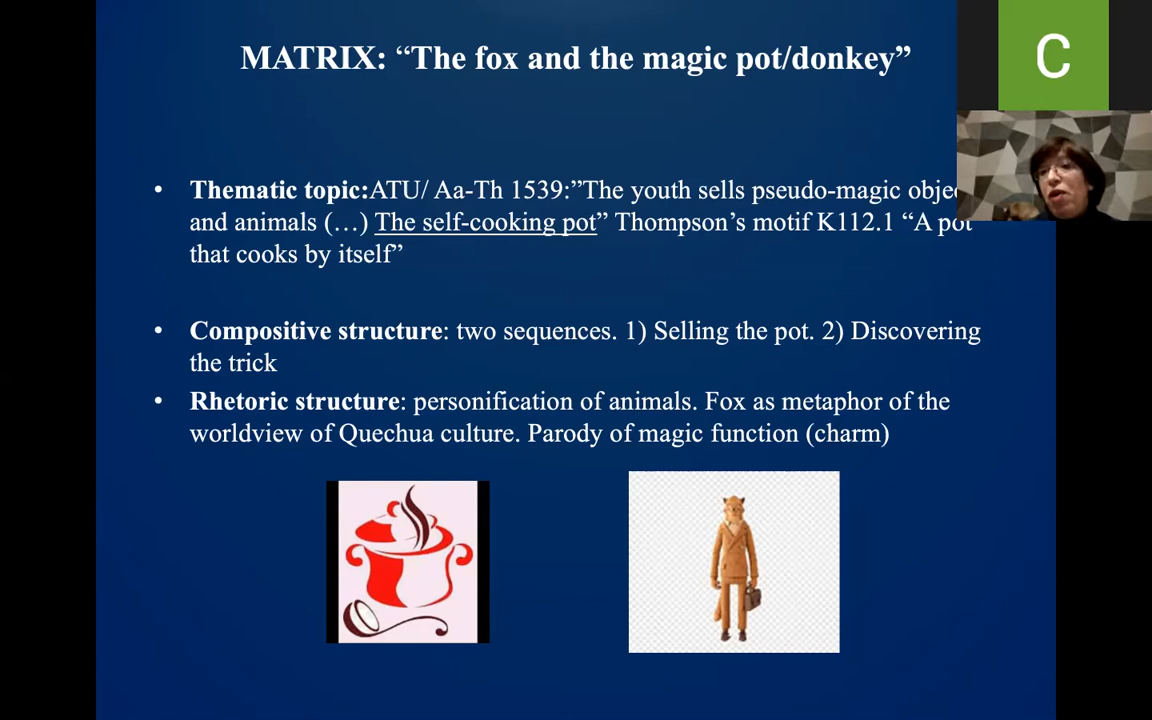 MATRIX: “The fox and the magic pot/donkey”
C
• Thematic topic:ATU/ Aa-Th 1539:”The youth sells pseudo-magic
and animals (…) The self-cooking pot” Thompson’s motif K112.1 “A pot
that cooks by itself”
• Compositive structure: two sequences. 1) Selling the pot. 2) Discovering
the trick
• Rhetoric structure: personification of animals. Fox as metaphor of the
worldview of Quechua culture. Parody of magic function (charm)